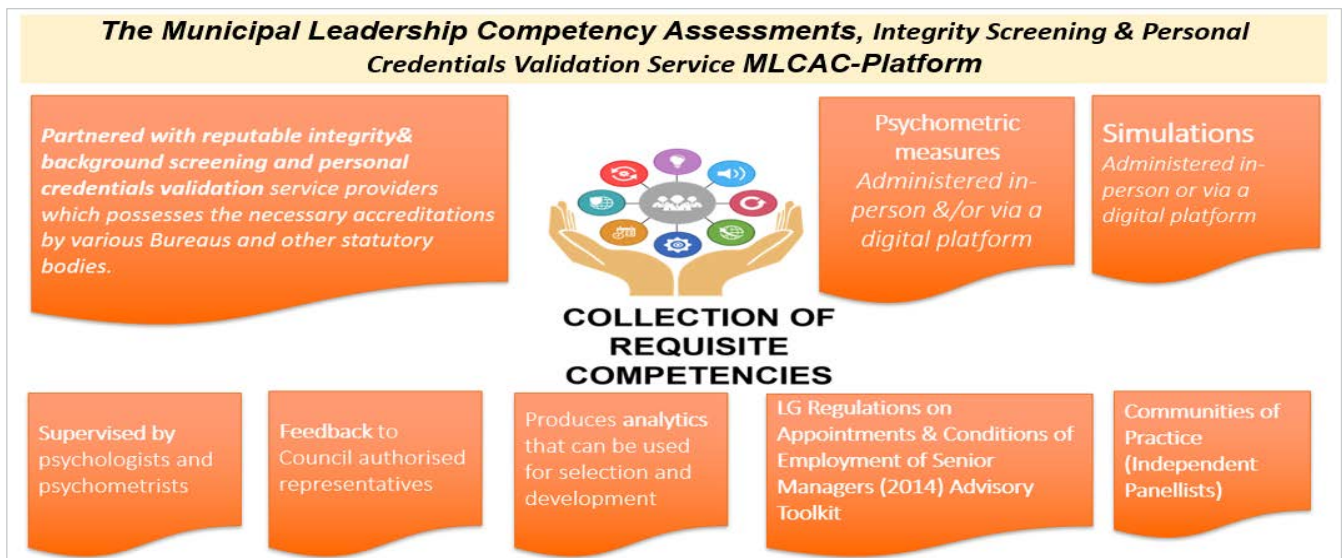 The Municipal Leadership Competency Assessments, Integrity Screening & Personal
Credentials Validation Service MLCAC-Platform
Partnered with reputable integrity&
background screening and personal
credentials validation service providers
which possesses the necessary accreditations
by various Bureaus and other statutory
bodies.
Psychometric
measures
Administered in-
person &/or via a
digital platform
Simulations
Administered in-
person or via a
digital platform
COLLECTION OF
REQUISITE
COMPETENCIES
Supervised by
psychologists and
psychometrists
Feedback to
Council authorised
representatives
Produces analytics
that can be used
for selection and
development
LG Regulations on
Appointments & Conditions of
Employment of Senior
Managers (2014) Advisory
Toolkit
Communities of
Practice
(Independent
Panellists)